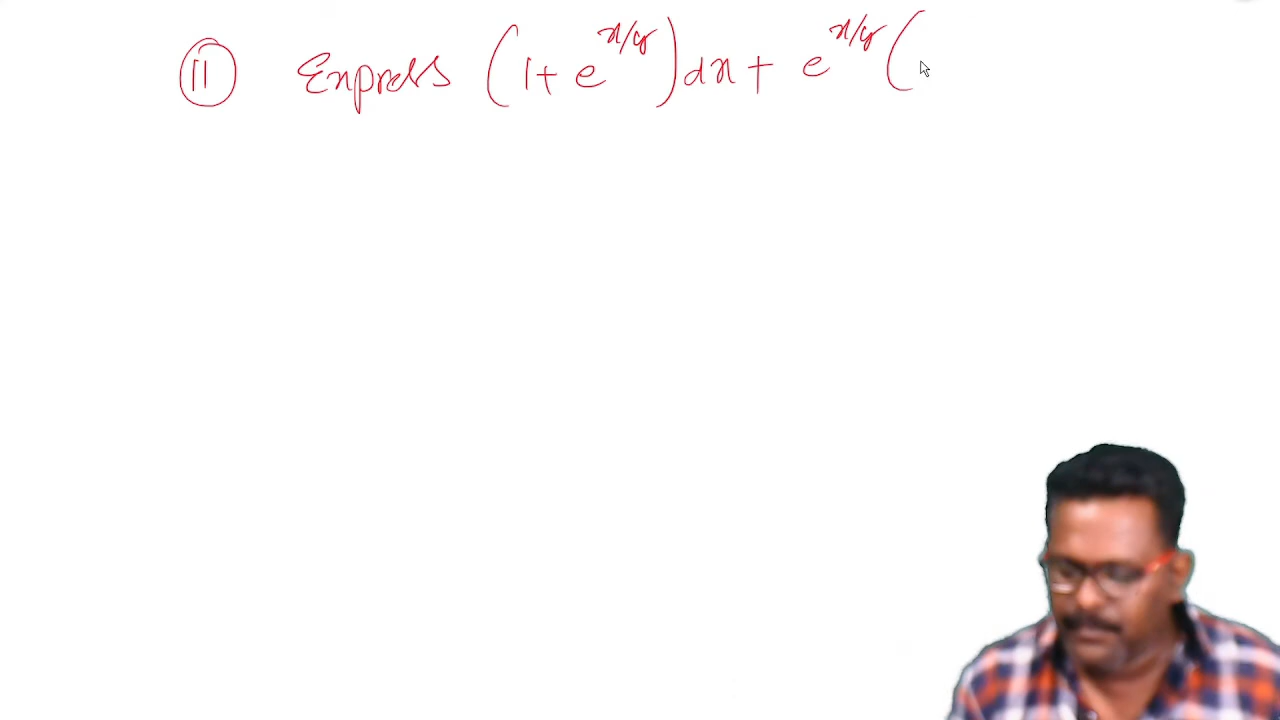 (11) Express (1 + e^{x/y}) dx + e^{x/y} (